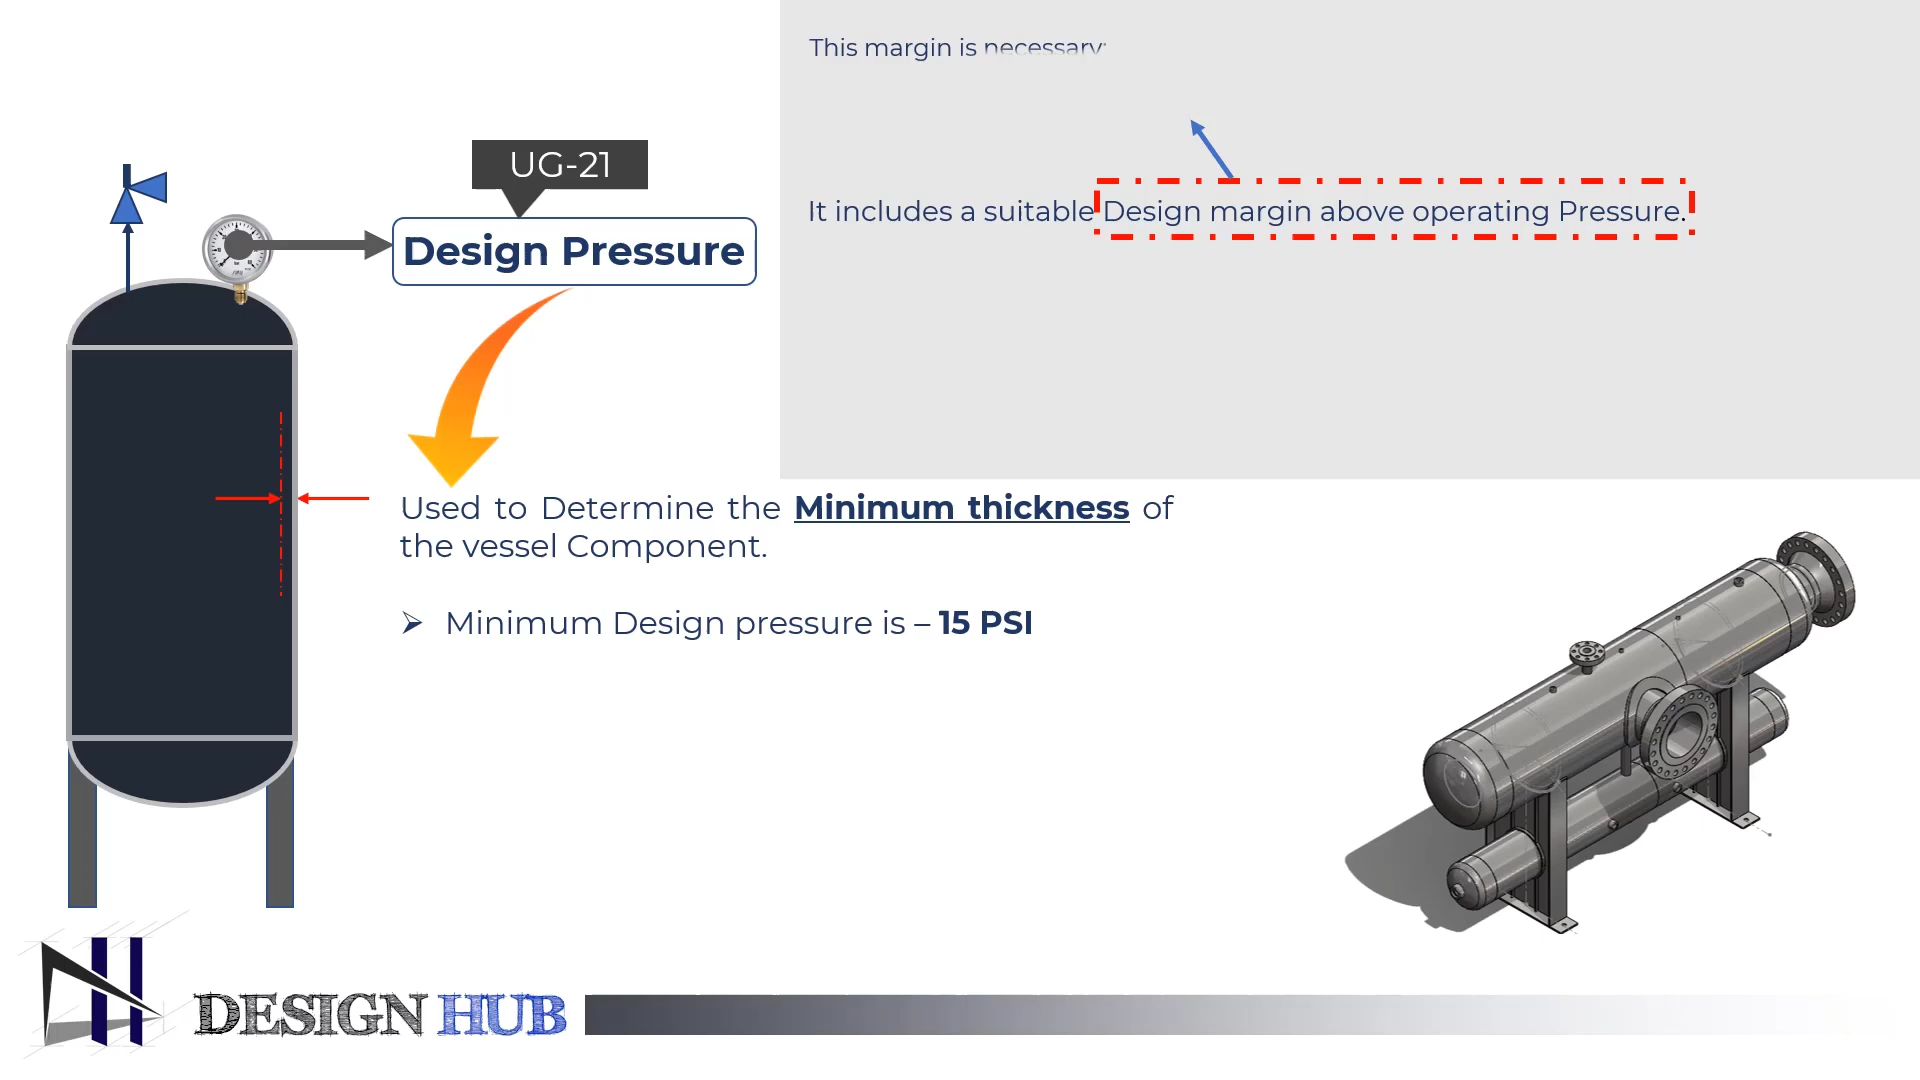 This margin is necessary:
UG-21
It includes a suitable Design margin above operating Pressure.
Design Pressure
Used to Determine the Minimum thickness of
the vessel Component.
➢ Minimum Design pressure is – 15 PSI
DESIGN HUB